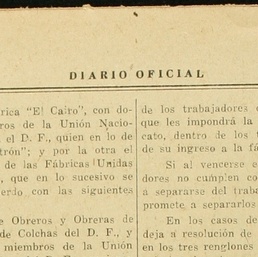 DIARIO OFICIAL
rica "El Cairo", con do-
ros de la Unión Nacio-
el D. F., quien en lo de
trón"; y por la otra el
de las Fábricas Unidas
, que en lo sucesivo se
erdo con las siguientes
e Obreros y Obreras de
de Colchas del D. F., y
miembros de la Unión
de los trabajadores
que les impondrá la
cato, dentro de los t
de su ingreso a la fá
Si al vencerse e
dores no cumplen co
a separarse del traba
promete a separarlos
En los casos de
deja a resolución de
en los tres renglones